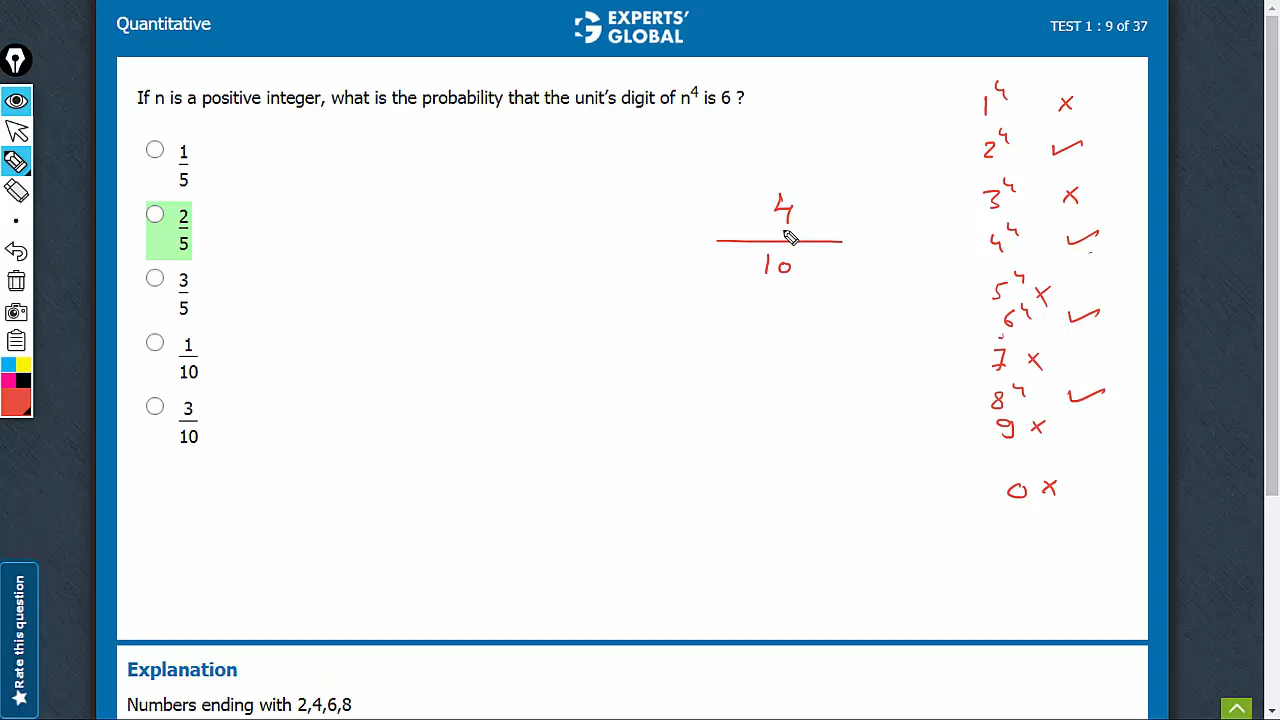 Quantitative
EXPERTS'
GLOBAL
TEST 1 : 9 of 37
If n is a positive integer, what is the probability that the unit's digit of n⁴ is 6 ?
1
5
2
5
3
5
1
10
3
10
4
10
1⁴ ×
2⁴ ✓
3⁴ ×
4⁴ ✓
5⁴ ×
6⁴ ✓
7 ×
8⁴ ✓
9 ×
0 ×
Rate this question
Explanation
Numbers ending with 2,4,6,8